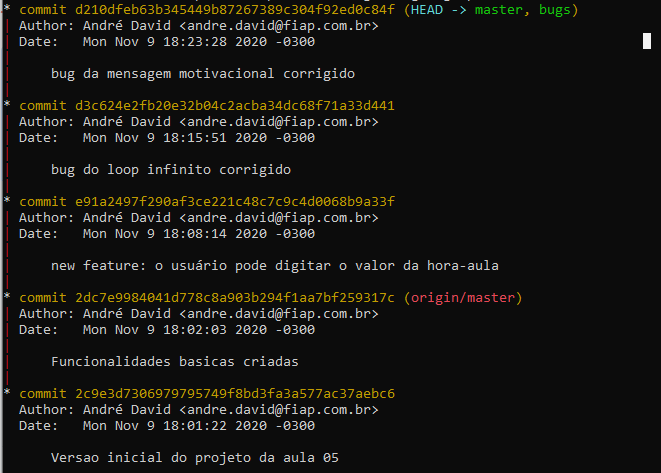 * commit d210dfeb63b345449b87267389c304f92ed0c84f (HEAD -> master, bugs)
| Author: André David <andre.david@fiap.com.br>
| Date:   Mon Nov 9 18:23:28 2020 -0300
|
|     bug da mensagem motivacional corrigido
|
* commit d3c624e2fb20e32b04c2acba34dc68f71a33d441
| Author: André David <andre.david@fiap.com.br>
| Date:   Mon Nov 9 18:15:51 2020 -0300
|
|     bug do loop infinito corrigido
|
* commit e91a2497f290af3ce221c48c7c9c4d0068b9a33f
| Author: André David <andre.david@fiap.com.br>
| Date:   Mon Nov 9 18:08:14 2020 -0300
|
|     new feature: o usuário pode digitar o valor da hora-aula
|
* commit 2dc7e9984041d778c8a903b294f1aa7bf259317c (origin/master)
| Author: André David <andre.david@fiap.com.br>
| Date:   Mon Nov 9 18:02:03 2020 -0300
|
|     Funcionalidades basicas criadas
|
* commit 2c9e3d7306979795749f8bd3fa3a577ac37aebc6
  Author: André David <andre.david@fiap.com.br>
  Date:   Mon Nov 9 18:01:22 2020 -0300

      Versao inicial do projeto da aula 05